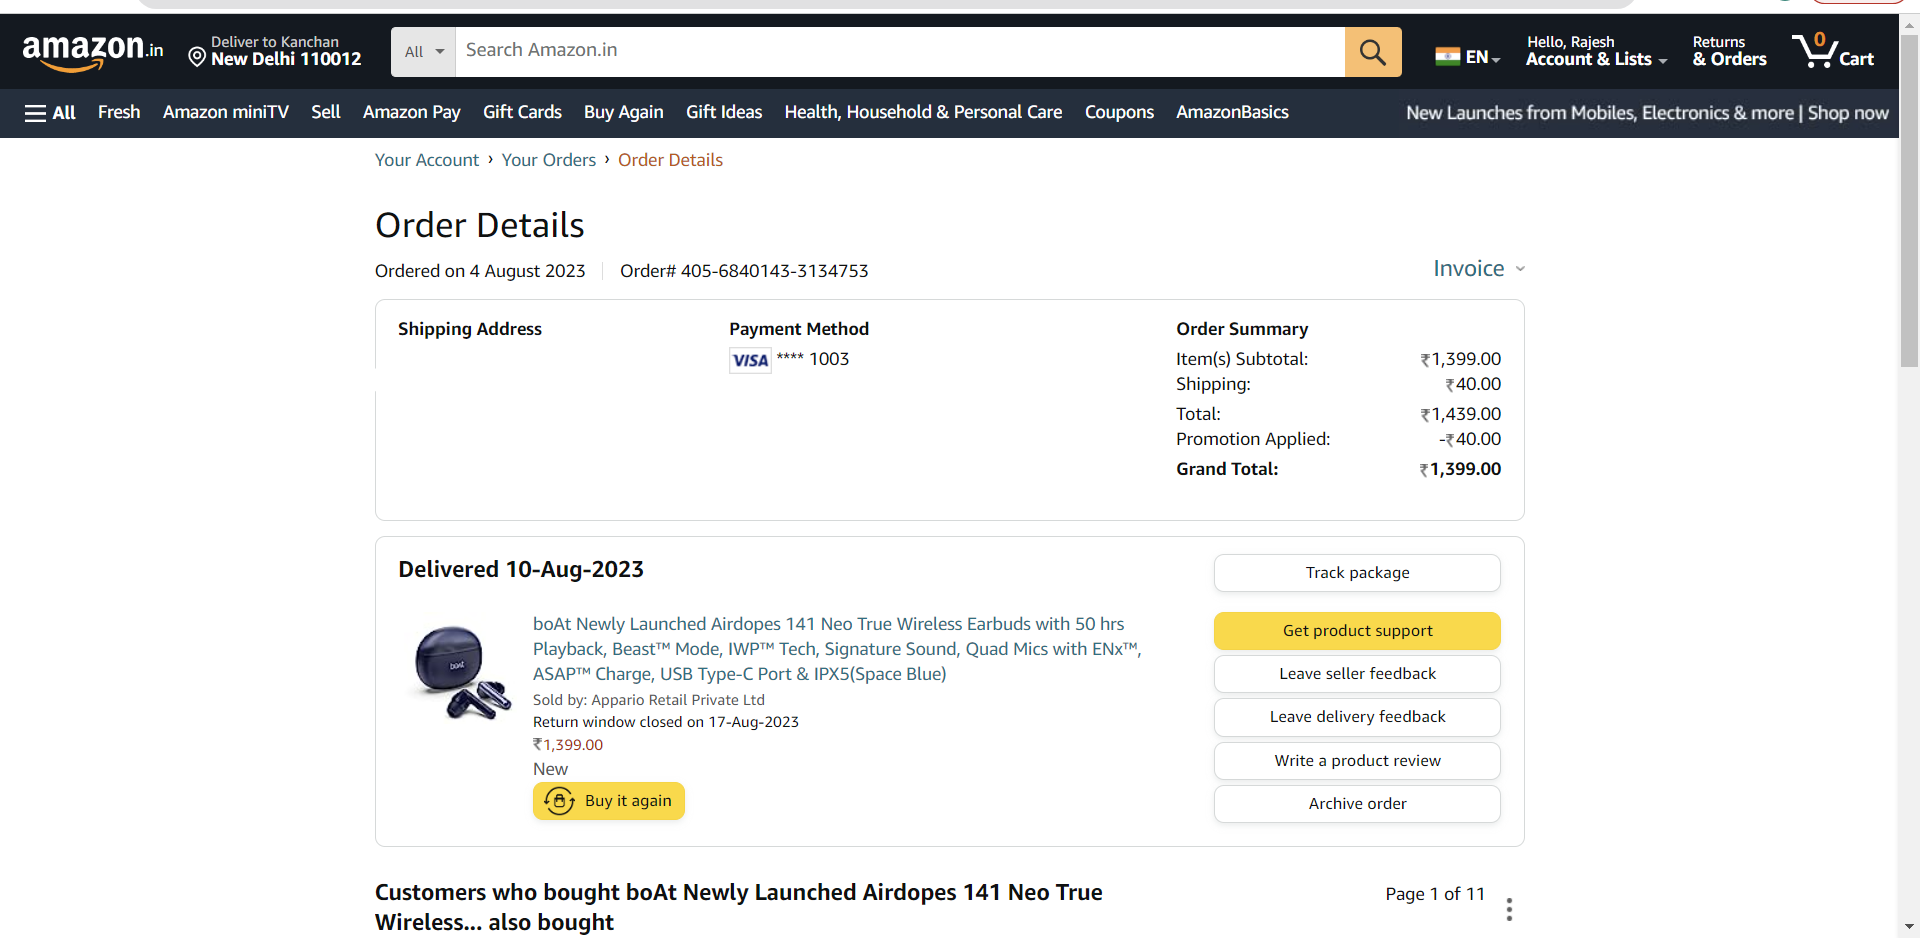 amazon.in
Deliver to Kanchan
New Delhi 110012
All
Search Amazon.in
EN
Hello, Rajesh
Account & Lists
Returns
& Orders
0
Cart
All
Fresh
Amazon miniTV
Sell
Amazon Pay
Gift Cards
Buy Again
Gift Ideas
Health, Household & Personal Care
Coupons
AmazonBasics
New Launches from Mobiles, Electronics & more | Shop now
Your Account › Your Orders › Order Details
Order Details
Ordered on 4 August 2023
Order# 405-6840143-3134753
Invoice
Shipping Address
Payment Method
VISA **** 1003
Order Summary
Item(s) Subtotal: ₹1,399.00
Shipping: ₹40.00
Total: ₹1,439.00
Promotion Applied: -₹40.00
Grand Total: ₹1,399.00
Delivered 10-Aug-2023
boAt
boAt Newly Launched Airdopes 141 Neo True Wireless Earbuds with 50 hrs
Playback, Beast™ Mode, IWP™ Tech, Signature Sound, Quad Mics with ENx™,
ASAP™ Charge, USB Type-C Port & IPX5(Space Blue)
Sold by: Appario Retail Private Ltd
Return window closed on 17-Aug-2023
₹1,399.00
New
Buy it again
Track package
Get product support
Leave seller feedback
Leave delivery feedback
Write a product review
Archive order
Customers who bought boAt Newly Launched Airdopes 141 Neo True
Wireless... also bought
Page 1 of 11